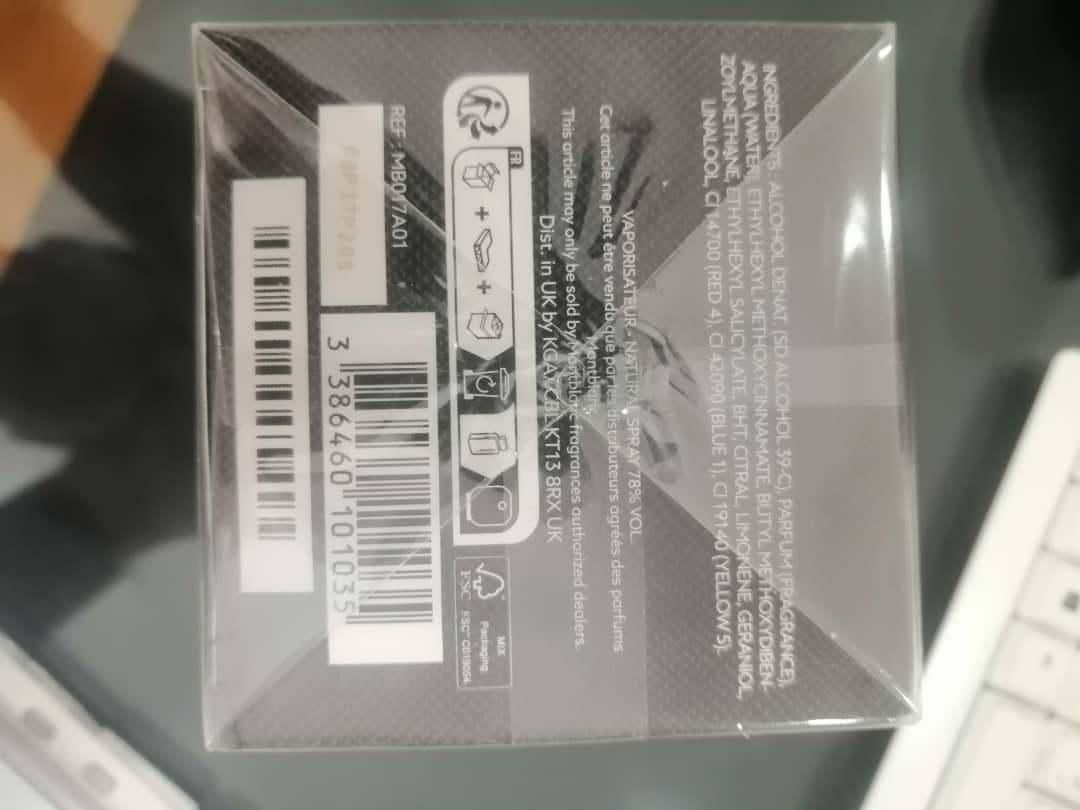 INGREDIENTS : ALCOHOL DENAT. (SD ALCOHOL 39-C), PARFUM (FRAGRANCE),
AQUA (WATER), ETHYLHEXYL METHOXYCINNAMATE, BUTYL METHOXYDIBEN-
ZOYLMETHANE, ETHYLHEXYL SALICYLATE, BHT, CITRAL, LIMONENE, GERANIOL,
LINALOOL, CI 14700 (RED 4), CI 42090 (BLUE 1), CI 19140 (YELLOW 5).
VAPORISATEUR - NATURAL SPRAY 78% VOL.
Cet article ne peut être vendu que par les distributeurs agréés des parfums
Montblanc.
This article may only be sold by Montblanc fragrances authorized dealers.
Dist. in UK by KGA, CBL KT13 8RX UK
FR
MIX
Packaging
FSC FSC™ C019054
REF : MB017A01
3 386460 101035